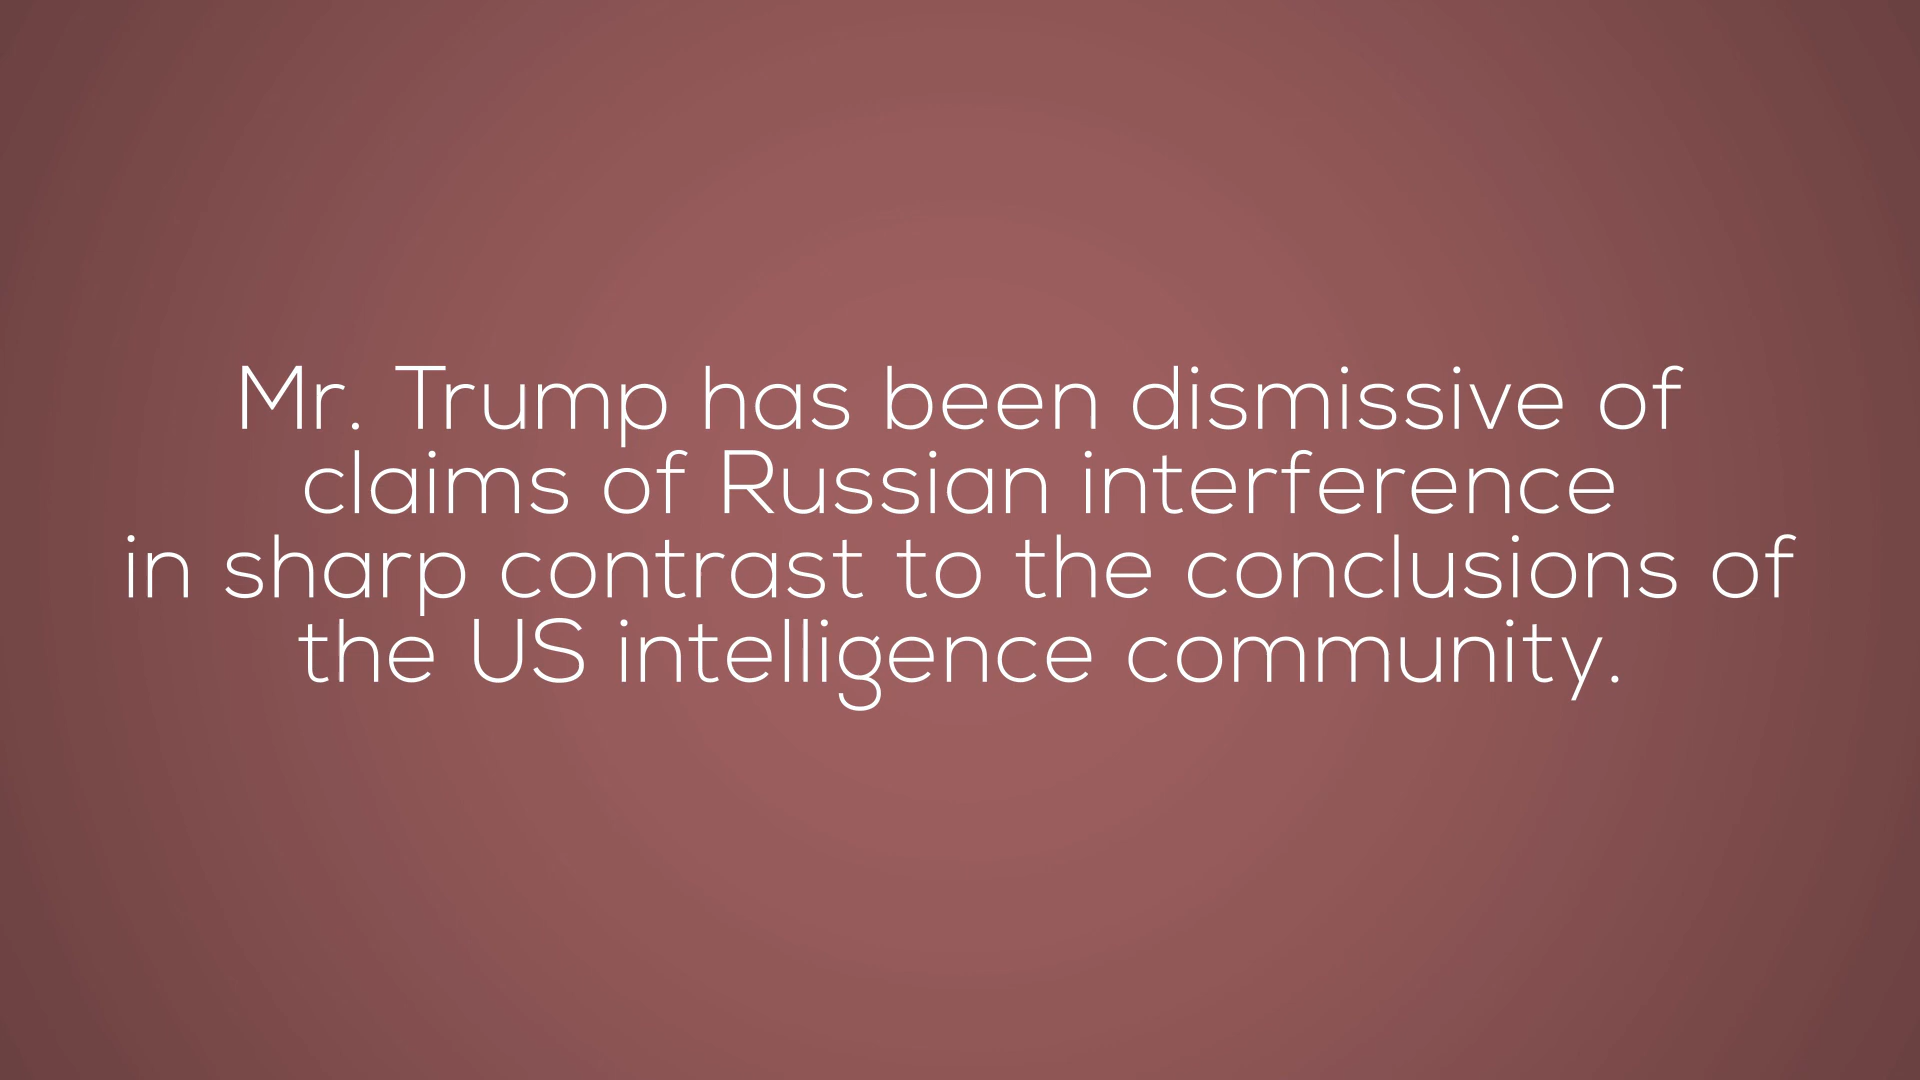 Mr. Trump has been dismissive of
claims of Russian interference
in sharp contrast to the conclusions of
the US intelligence community.